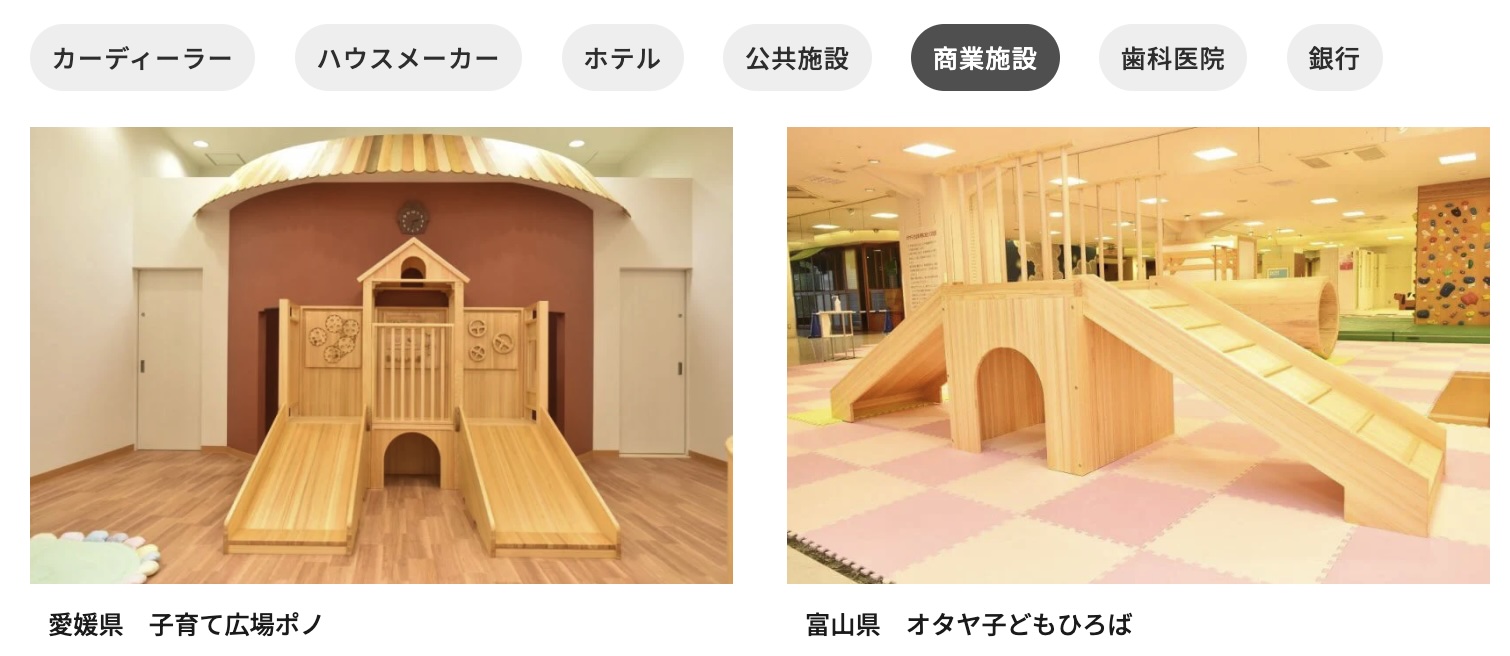 カーディーラー
ハウスメーカー
ホテル
公共施設
商業施設
歯科医院
銀行
愛媛県　子育て広場ポノ
富山県　オタヤ子どもひろば